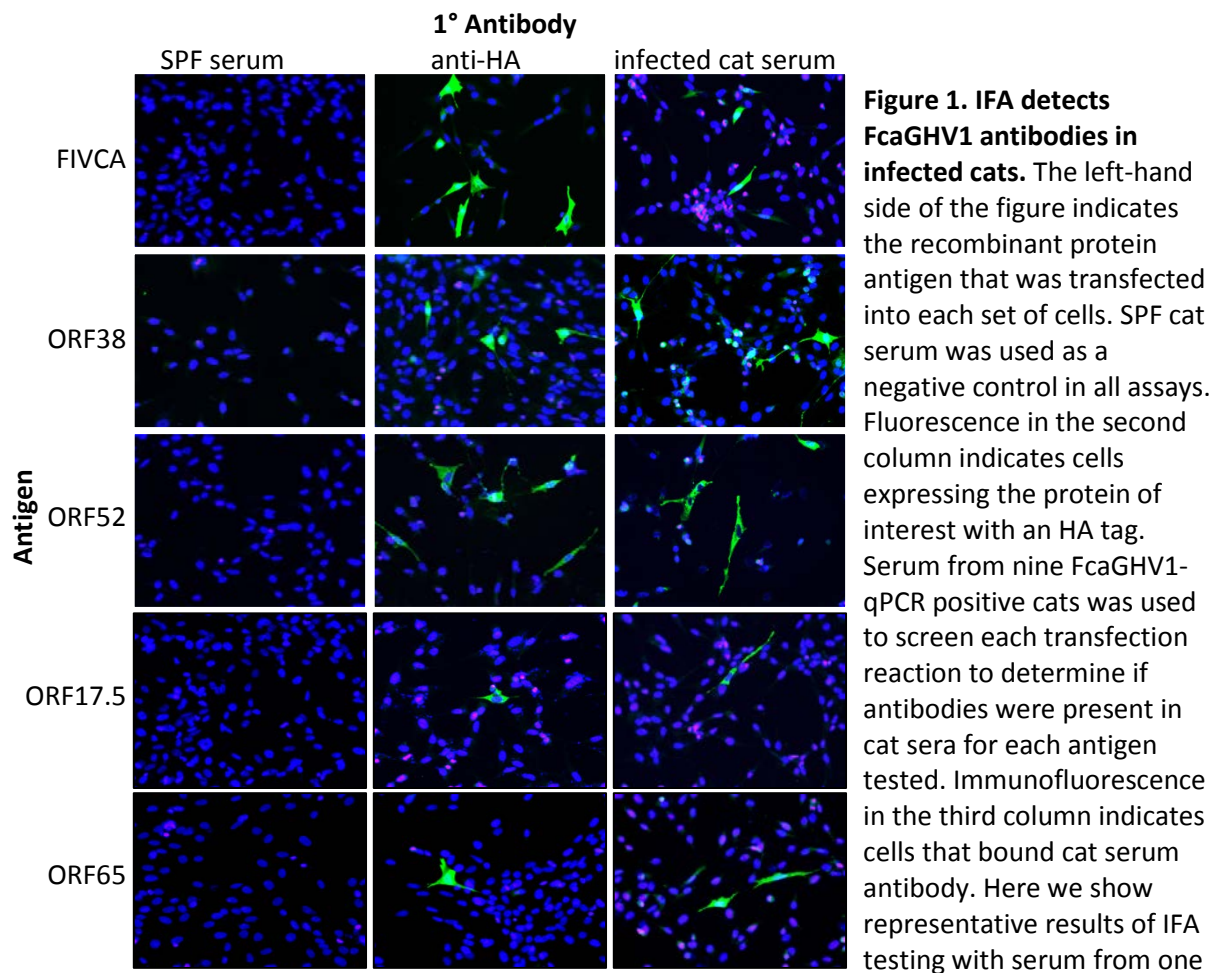 1° Antibody
SPF serum anti-HA infected cat serum
Antigen
FIVCA
ORF38
ORF52
ORF17.5
ORF65
Figure 1. IFA detects
FcaGHV1 antibodies in
infected cats. The left-hand
side of the figure indicates
the recombinant protein
antigen that was transfected
into each set of cells. SPF cat
serum was used as a
negative control in all assays.
Fluorescence in the second
column indicates cells
expressing the protein of
interest with an HA tag.
Serum from nine FcaGHV1-
qPCR positive cats was used
to screen each transfection
reaction to determine if
antibodies were present in
cat sera for each antigen
tested. Immunofluorescence
in the third column indicates
cells that bound cat serum
antibody. Here we show
representative results of IFA
testing with serum from one